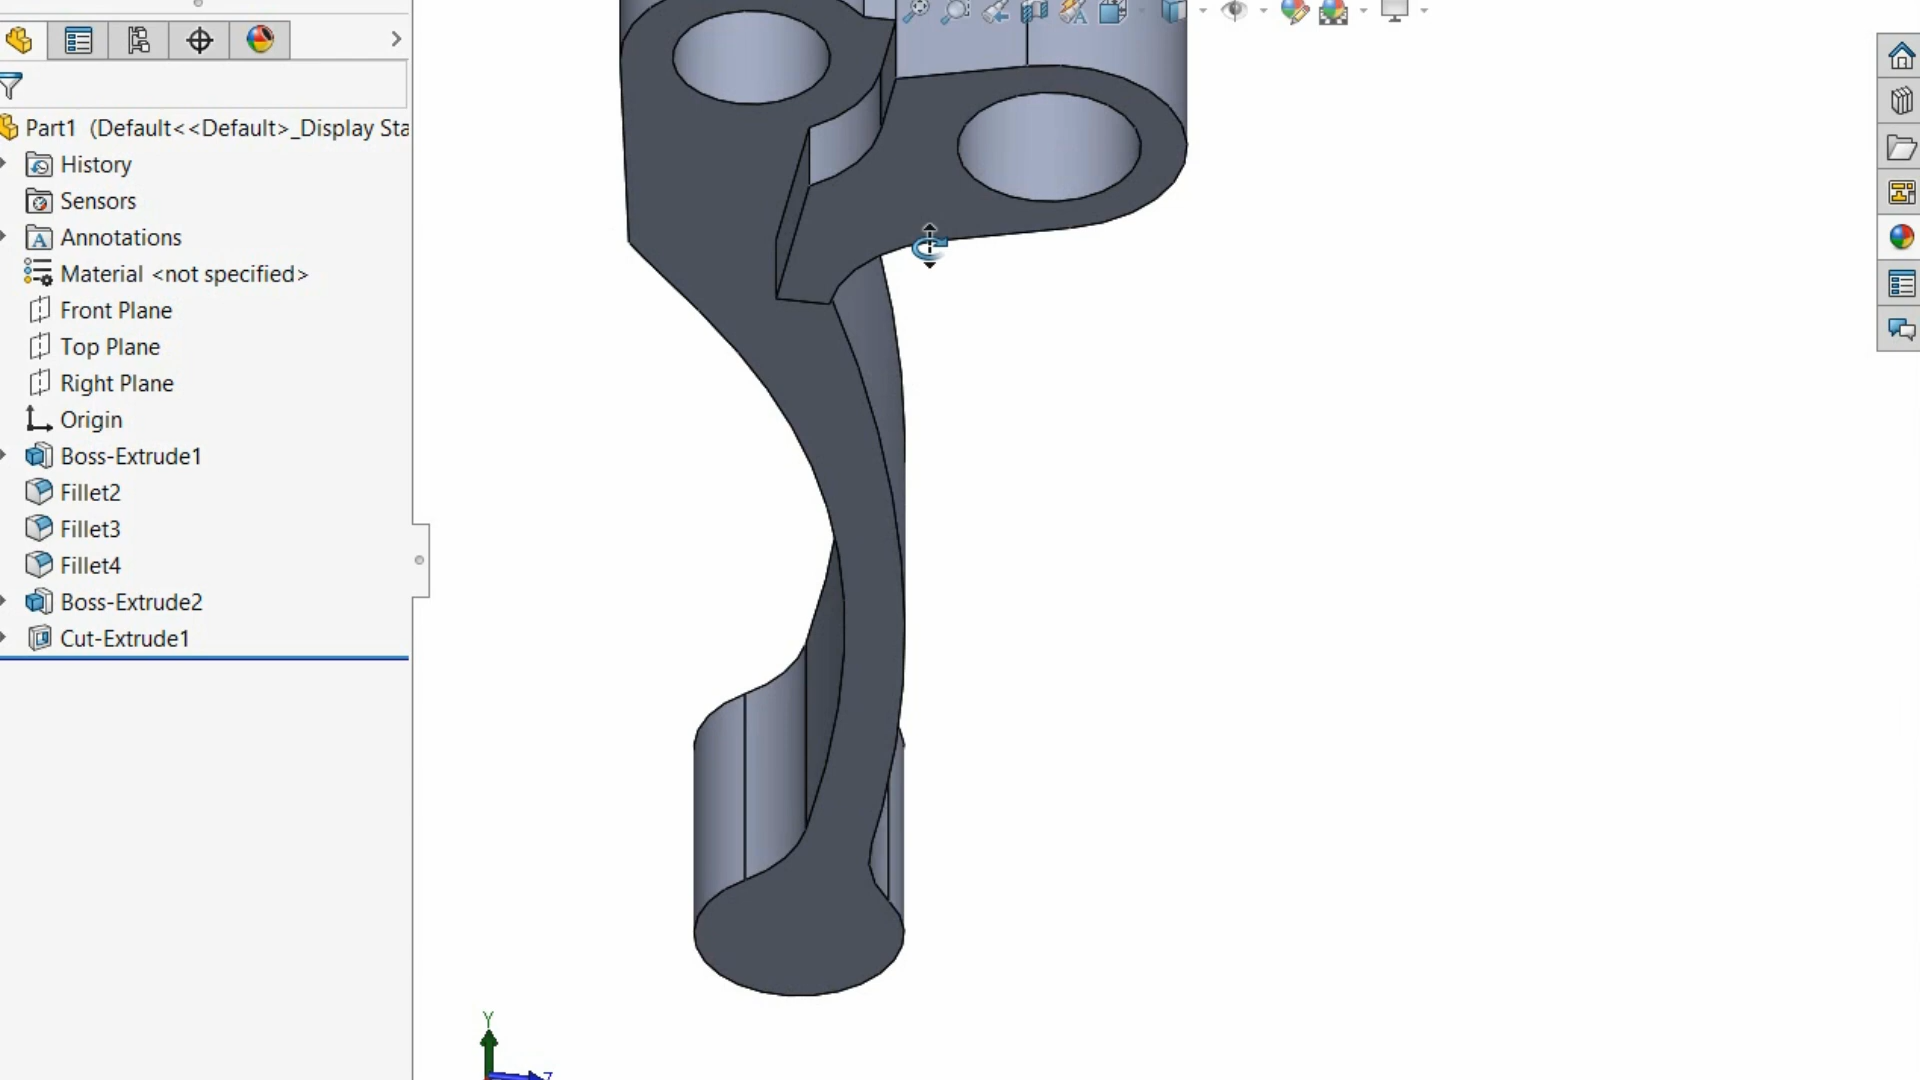 Part1 (Default<<Default>_Display Sta
History
Sensors
A Annotations
Material <not specified>
Front Plane
Top Plane
Right Plane
Origin
Boss-Extrude1
Fillet2
Fillet3
Fillet4
Boss-Extrude2
Cut-Extrude1
Y
Z